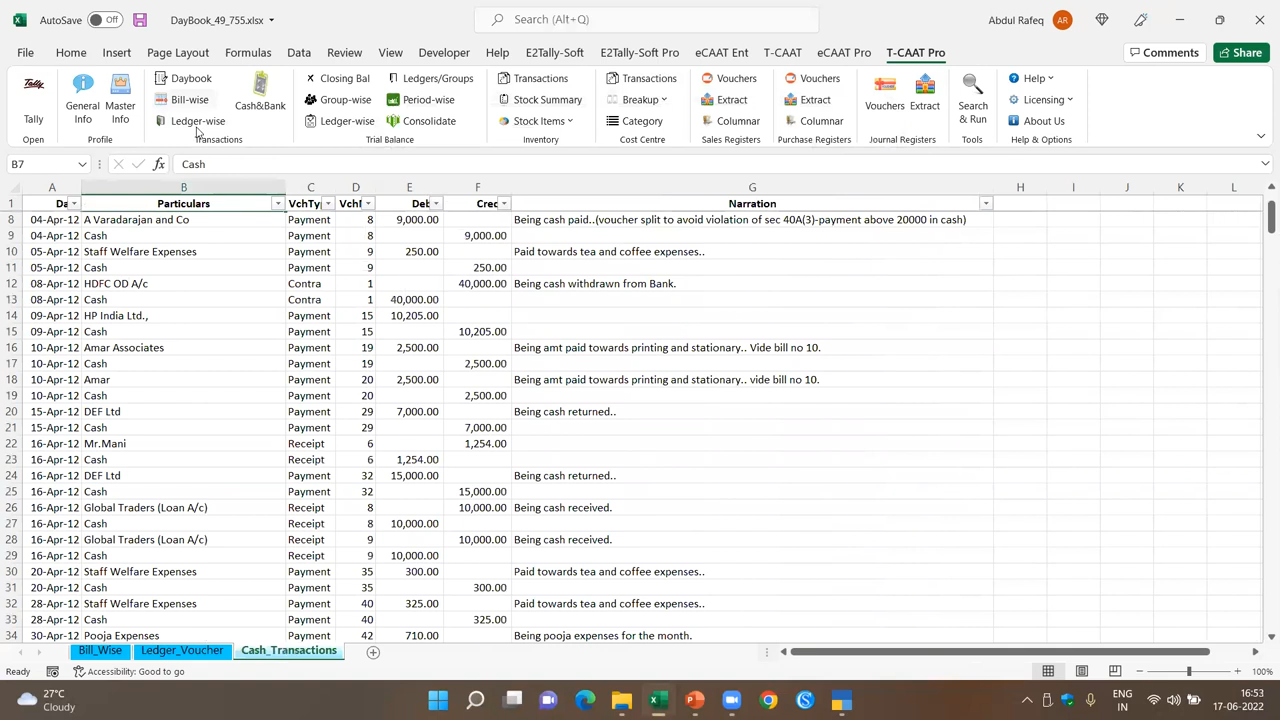 AutoSave Off DayBook_49_755.xlsx Search (Alt+Q) Abdul Rafeq AR
File Home Insert Page Layout Formulas Data Review View Developer Help E2Tally-Soft E2Tally-Soft Pro eCAAT Ent T-CAAT eCAAT Pro T-CAAT Pro Comments Share
Daybook Closing Bal Ledgers/Groups Transactions Transactions Vouchers Vouchers Help
Tally General Info Master Info Bill-wise Cash&Bank Group-wise Period-wise Stock Summary Breakup Extract Extract Vouchers Extract Search & Run Licensing
Ledger-wise Ledger-wise Consolidate Stock Items Category Columnar Columnar About Us
Open Profile Transactions Trial Balance Inventory Cost Centre Sales Registers Purchase Registers Journal Registers Tools Help & Options
B7 fx Cash
A B C D E F G H I J K L
1 Da Particulars VchTy Vch Deb Cred Narration
8 04-Apr-12 A Varadarajan and Co Payment 8 9,000.00 Being cash paid..(voucher split to avoid violation of sec 40A(3)-payment above 20000 in cash)
9 04-Apr-12 Cash Payment 8 9,000.00
10 05-Apr-12 Staff Welfare Expenses Payment 9 250.00 Paid towards tea and coffee expenses..
11 05-Apr-12 Cash Payment 9 250.00
12 08-Apr-12 HDFC OD A/c Contra 1 40,000.00 Being cash withdrawn from Bank.
13 08-Apr-12 Cash Contra 1 40,000.00
14 09-Apr-12 HP India Ltd., Payment 15 10,205.00
15 09-Apr-12 Cash Payment 15 10,205.00
16 10-Apr-12 Amar Associates Payment 19 2,500.00 Being amt paid towards printing and stationary.. Vide bill no 10.
17 10-Apr-12 Cash Payment 19 2,500.00
18 10-Apr-12 Amar Payment 20 2,500.00 Being amt paid towards printing and stationary.. vide bill no 10.
19 10-Apr-12 Cash Payment 20 2,500.00
20 15-Apr-12 DEF Ltd Payment 29 7,000.00 Being cash returned..
21 15-Apr-12 Cash Payment 29 7,000.00
22 16-Apr-12 Mr.Mani Receipt 6 1,254.00
23 16-Apr-12 Cash Receipt 6 1,254.00
24 16-Apr-12 DEF Ltd Payment 32 15,000.00 Being cash returned..
25 16-Apr-12 Cash Payment 32 15,000.00
26 16-Apr-12 Global Traders (Loan A/c) Receipt 8 10,000.00 Being cash received.
27 16-Apr-12 Cash Receipt 8 10,000.00
28 16-Apr-12 Global Traders (Loan A/c) Receipt 9 10,000.00 Being cash received.
29 16-Apr-12 Cash Receipt 9 10,000.00
30 20-Apr-12 Staff Welfare Expenses Payment 35 300.00 Paid towards tea and coffee expenses..
31 20-Apr-12 Cash Payment 35 300.00
32 28-Apr-12 Staff Welfare Expenses Payment 40 325.00 Paid towards tea and coffee expenses..
33 28-Apr-12 Cash Payment 40 325.00
34 30-Apr-12 Pooja Expenses Payment 42 710.00 Being pooja expenses for the month.
Bill_Wise Ledger_Voucher Cash_Transactions
Ready Accessibility: Good to go 100%
27°C Cloudy ENG IN 16:53 17-06-2022